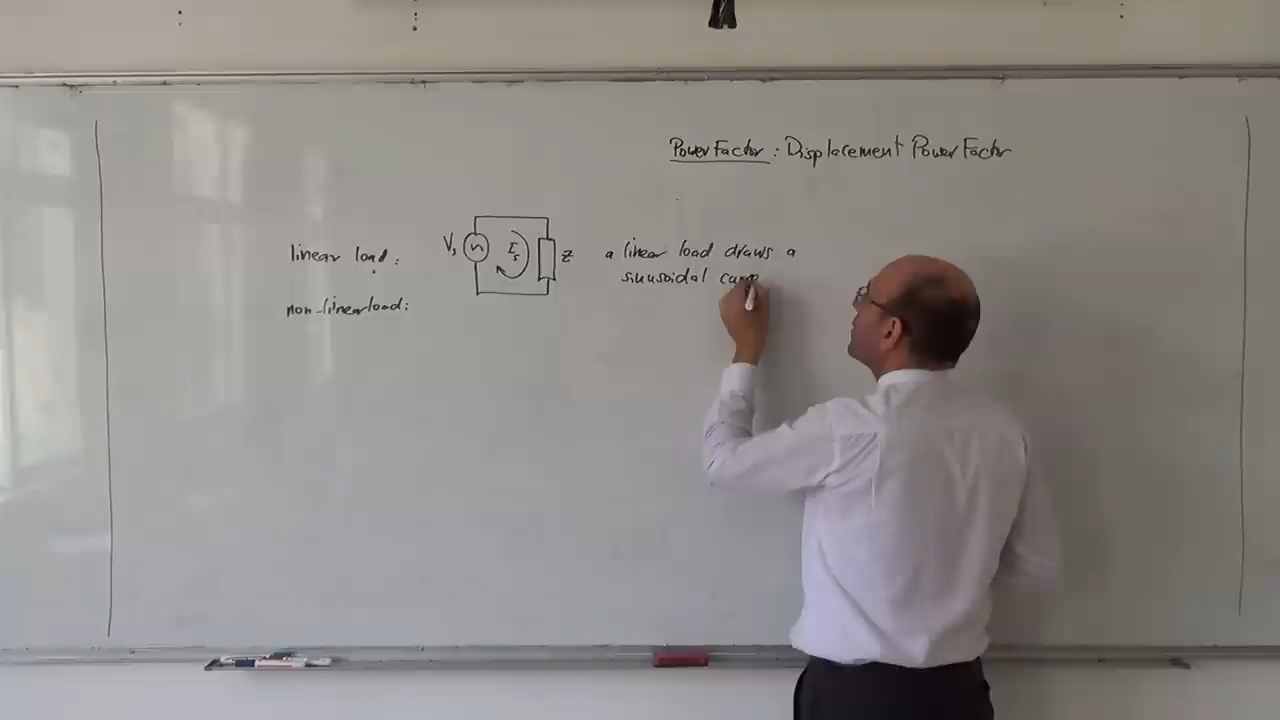 Power Factor: Displacement Power Factor
linear load:
Vs
Is
Z
a linear load draws a
sinusoidal
non-linear load: